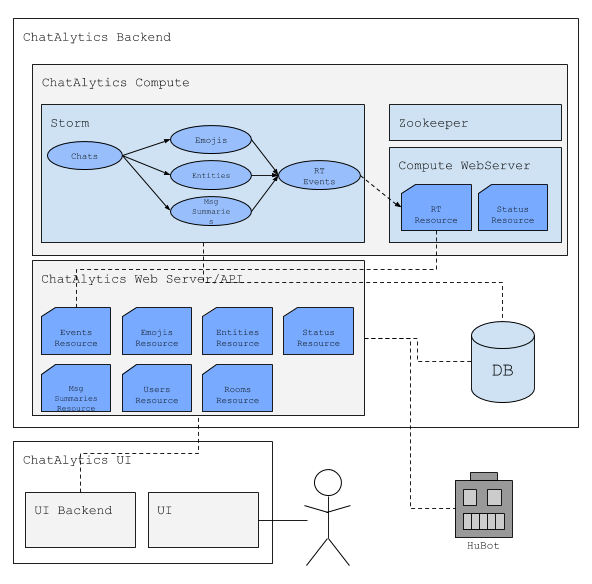 ChatAlytics Backend
ChatAlytics Compute
Storm
Chats
Emojis
Entities
Msg
Summarie
s
RT
Events
Zookeeper
Compute WebServer
RT
Resource
Status
Resource
ChatAlytics Web Server/API
Events
Resource
Emojis
Resource
Entities
Resource
Status
Resource
Msg
Summaries
Resource
Users
Resource
Rooms
Resource
DB
ChatAlytics UI
UI Backend
UI
HuBot